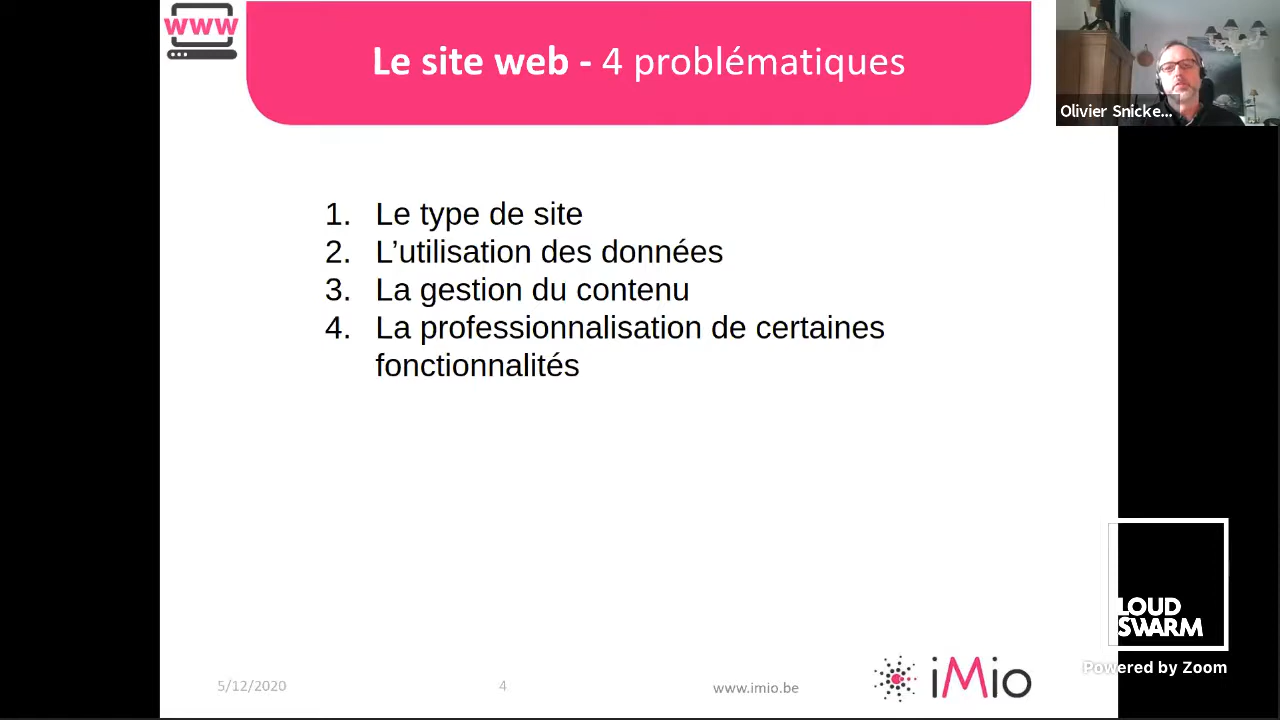 www
Le site web - 4 problématiques
Olivier Snicke...
1. Le type de site
2. L’utilisation des données
3. La gestion du contenu
4. La professionnalisation de certaines
fonctionnalités
LOUD
SWARM
Powered by Zoom
5/12/2020
4
www.imio.be
iMio